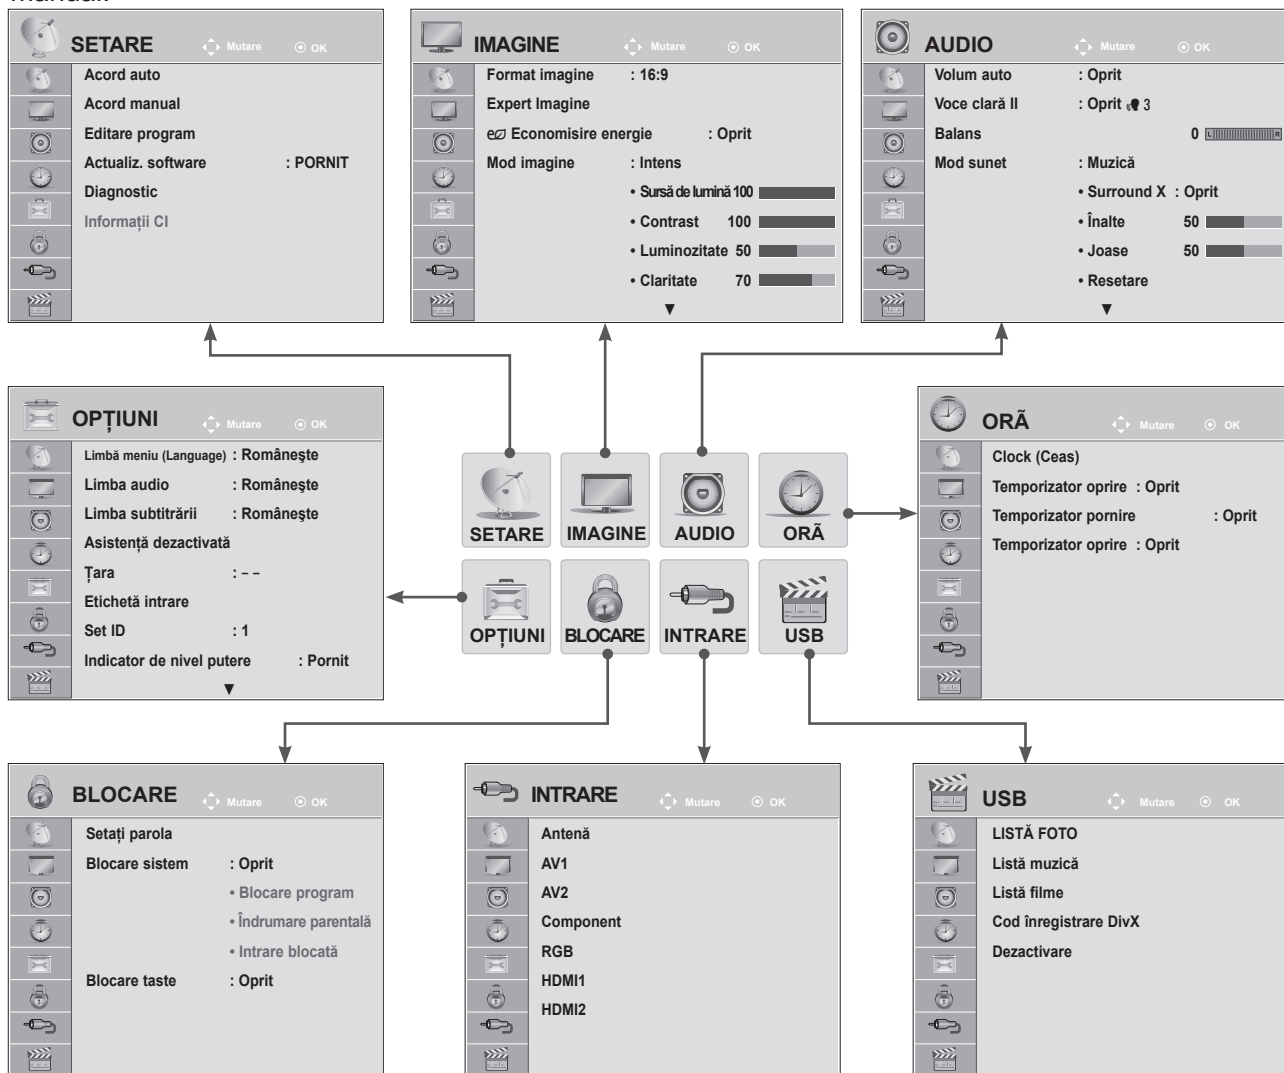 SETARE Mutare OK
Acord auto
Acord manual
Editare program
Actualiz. software : PORNIT
Diagnostic
Informații CI
IMAGINE Mutare OK
Format imagine : 16:9
Expert Imagine
Economisire energie : Oprit
Mod imagine : Intens
• Sursă de lumină 100
• Contrast 100
• Luminozitate 50
• Claritate 70
▼
AUDIO Mutare OK
Volum auto : Oprit
Voce clară II : Oprit 3
Balans 0 L R
Mod sunet : Muzică
• Surround X : Oprit
• Înalte 50
• Joase 50
• Resetare
▼
OPȚIUNI Mutare OK
Limbă meniu (Language) : Româneşte
Limba audio : Româneşte
Limba subtitrării : Româneşte
Asistență dezactivată
Țara : – –
Etichetă intrare
Set ID : 1
Indicator de nivel putere : Pornit
▼
SETARE IMAGINE AUDIO ORÃ
OPȚIUNI BLOCARE INTRARE USB
ORÃ Mutare OK
Clock (Ceas)
Temporizator oprire : Oprit
Temporizator pornire : Oprit
Temporizator oprire : Oprit
BLOCARE Mutare OK
Setați parola
Blocare sistem : Oprit
• Blocare program
• Îndrumare parentală
• Intrare blocată
Blocare taste : Oprit
INTRARE Mutare OK
Antenă
AV1
AV2
Component
RGB
HDMI1
HDMI2
USB Mutare OK
LISTĂ FOTO
Listă muzică
Listă filme
Cod înregistrare DivX
Dezactivare